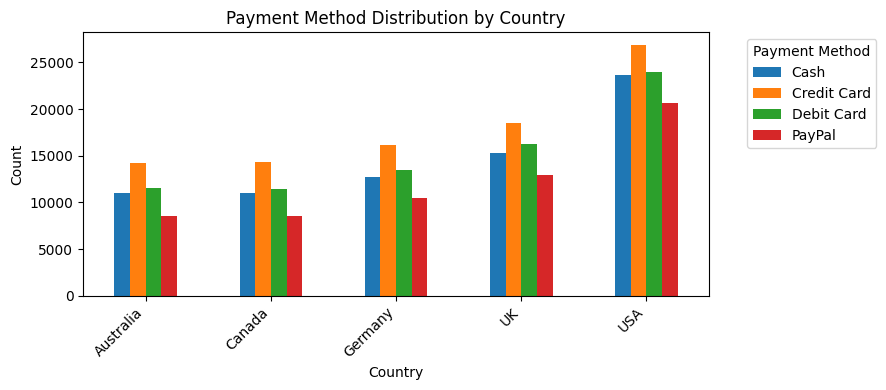 Payment Method Distribution by Country
Payment Method
Cash
Credit Card
Debit Card
PayPal
Count
25000
20000
15000
10000
5000
0
Australia
Canada
Germany
UK
USA
Country